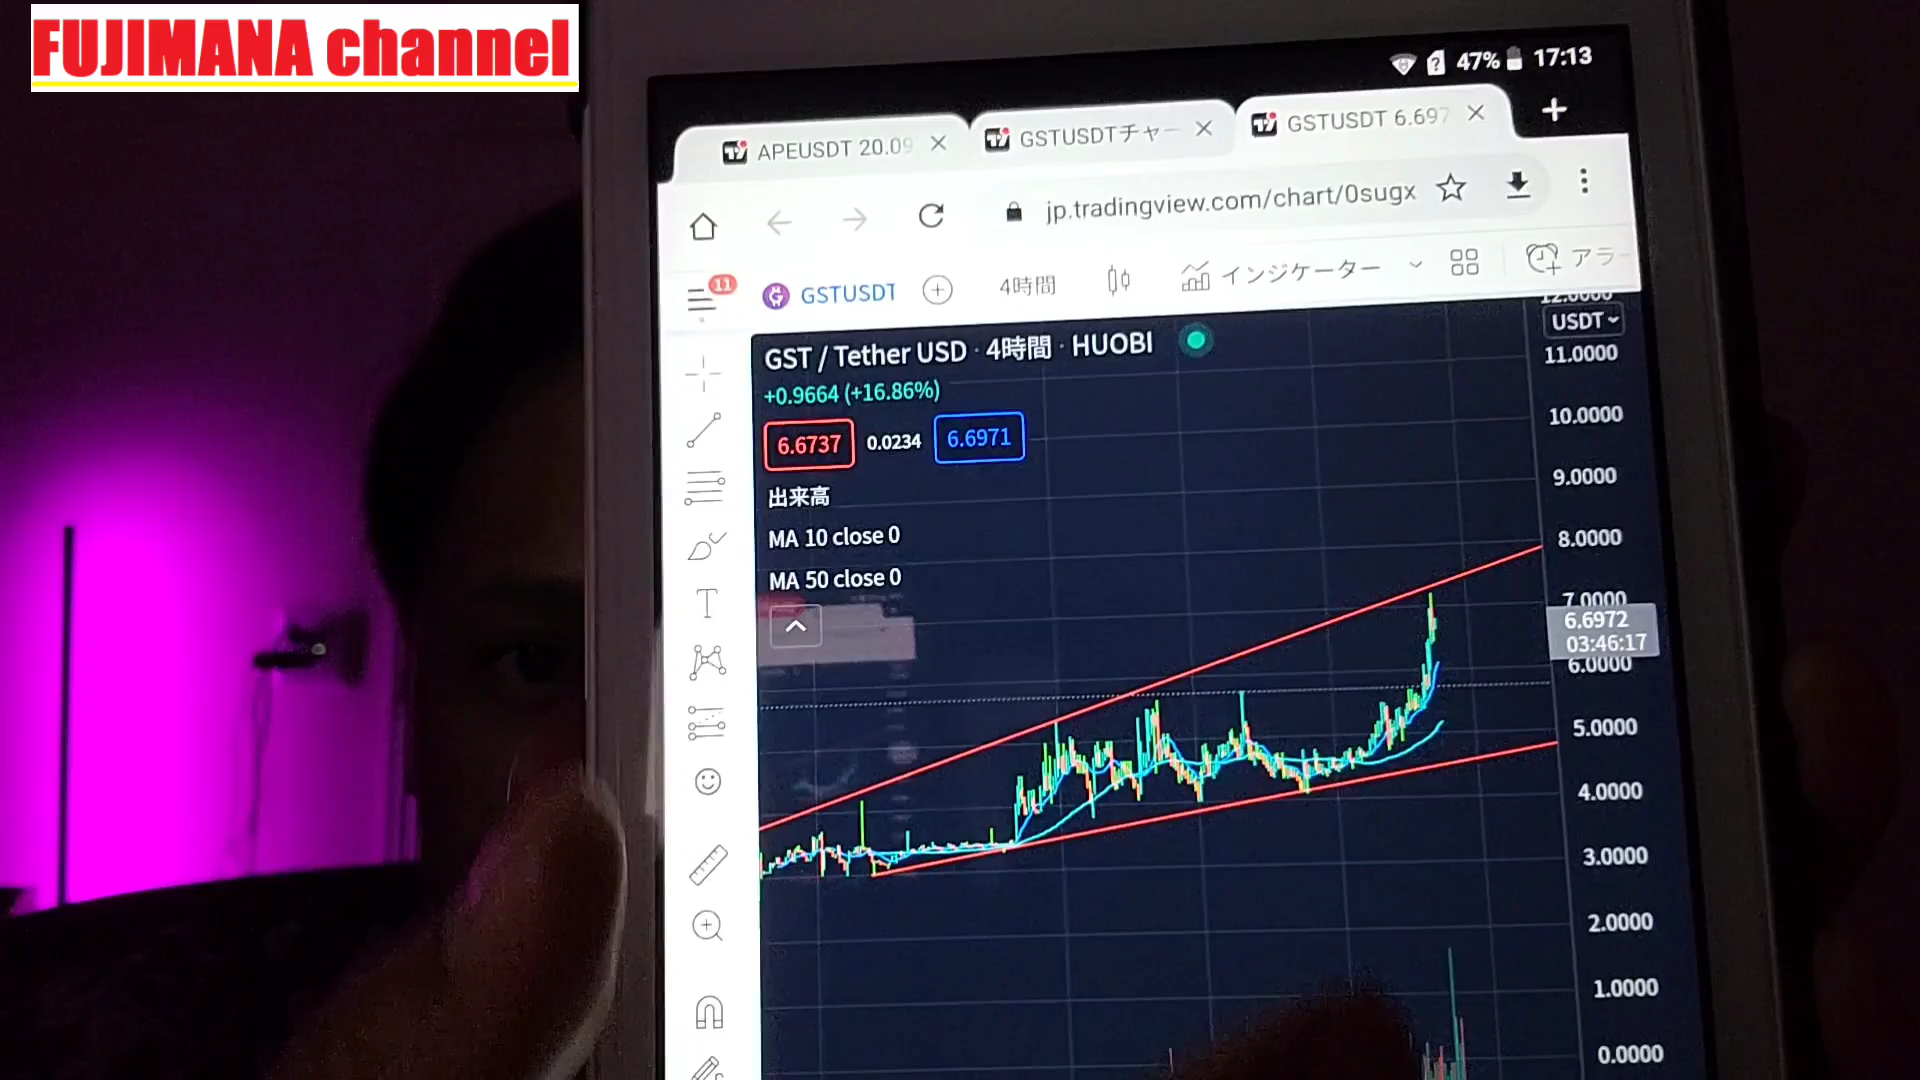 FUJIMANA channel
47% 17:13
APEUSDT 20.09
GSTUSDTチャー
GSTUSDT 6.697
jp.tradingview.com/chart/0sugx
11
GSTUSDT
4時間
インジケーター
アラー
12.0000
GST / Tether USD · 4時間 · HUOBI
USDT
+0.9664 (+16.86%)
6.6737 0.0234 6.6971
出来高
MA 10 close 0
MA 50 close 0
11.0000
10.0000
9.0000
8.0000
7.0000
6.6972
03:46:17
6.0000
5.0000
4.0000
3.0000
2.0000
1.0000
0.0000